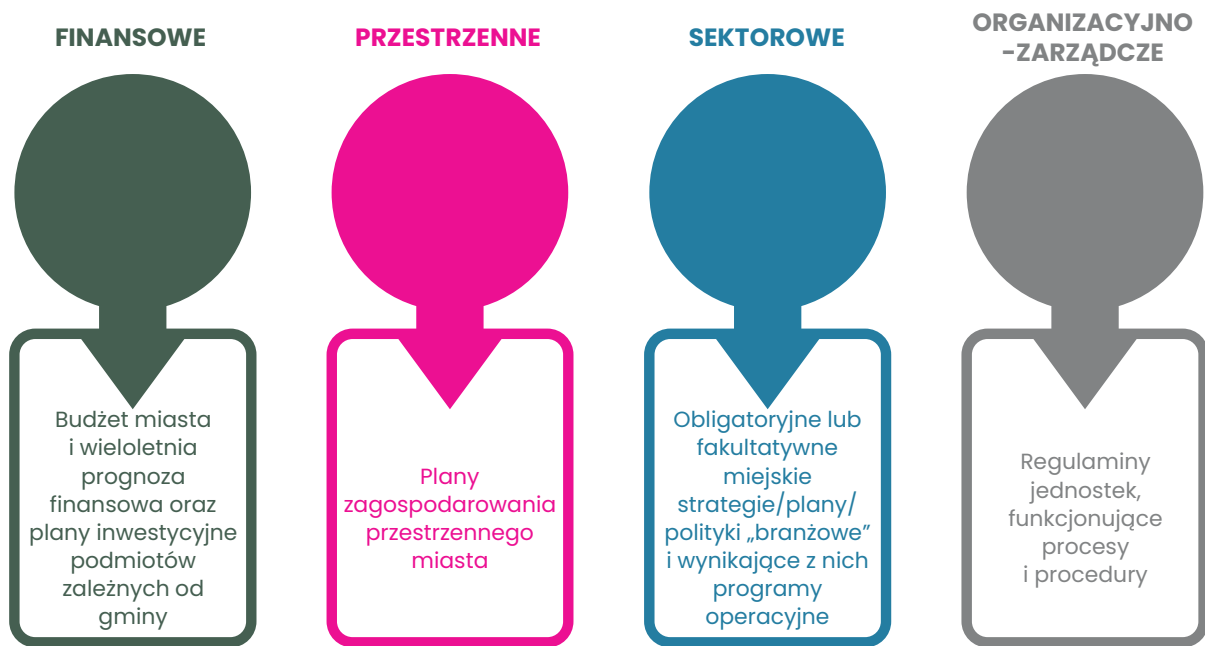 FINANSOWE
Budżet miasta
i wieloletnia
prognoza
finansowa oraz
plany inwestycyjne
podmiotów
zależnych od
gminy
PRZESTRZENNE
Plany
zagospodarowania
przestrzennego
miasta
SEKTOROWE
Obligatoryjne lub
fakultatywne
miejskie
strategie/plany/
polityki „branżowe”
i wynikające z nich
programy
operacyjne
ORGANIZACYJNO
-ZARZĄDCZE
Regulaminy
jednostek,
funkcjonujące
procesy
i procedury